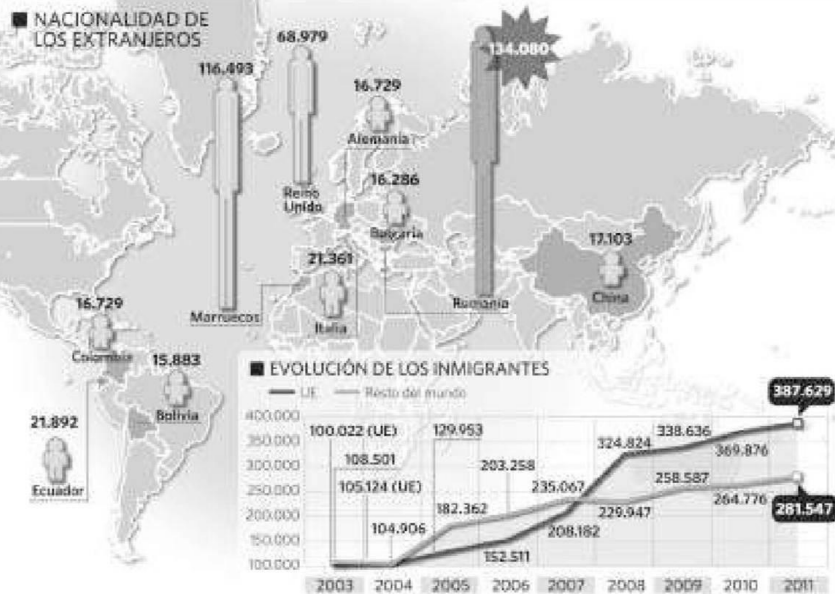 NACIONALIDAD DE
LOS EXTRANJEROS
116.493
Marruecos
68.979
Reino
Unido
16.729
Alemania
16.286
Bulgaria
134.080
Rumanía
17.103
China
21.361
Italia
16.729
Colombia
15.883
Bolivia
21.892
Ecuador
EVOLUCIÓN DE LOS INMIGRANTES
UE Resto del mundo
400.000
350.000
300.000
250.000
200.000
150.000
100.000
100.022 (UE)
108.501
105.124 (UE)
104.906
129.953
182.362
203.258
152.511
235.067
208.182
324.824
229.947
338.636
258.587
369.876
264.776
387.629
281.547
2003 2004 2005 2006 2007 2008 2009 2010 2011